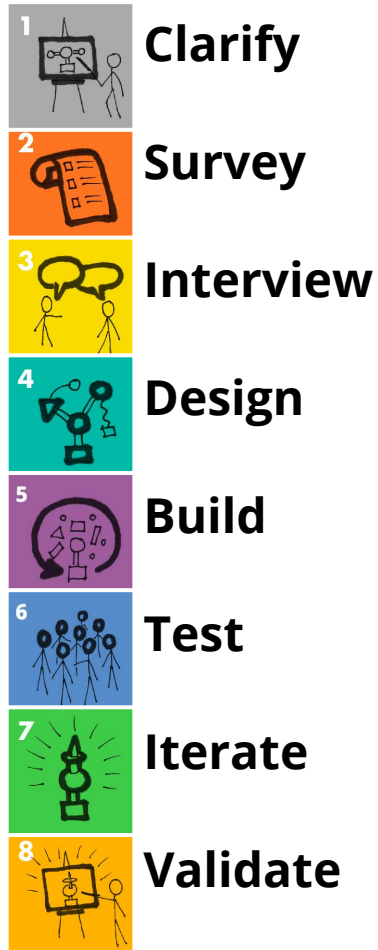 1 Clarify
2 Survey
3 Interview
4 Design
5 Build
6 Test
7 Iterate
8 Validate